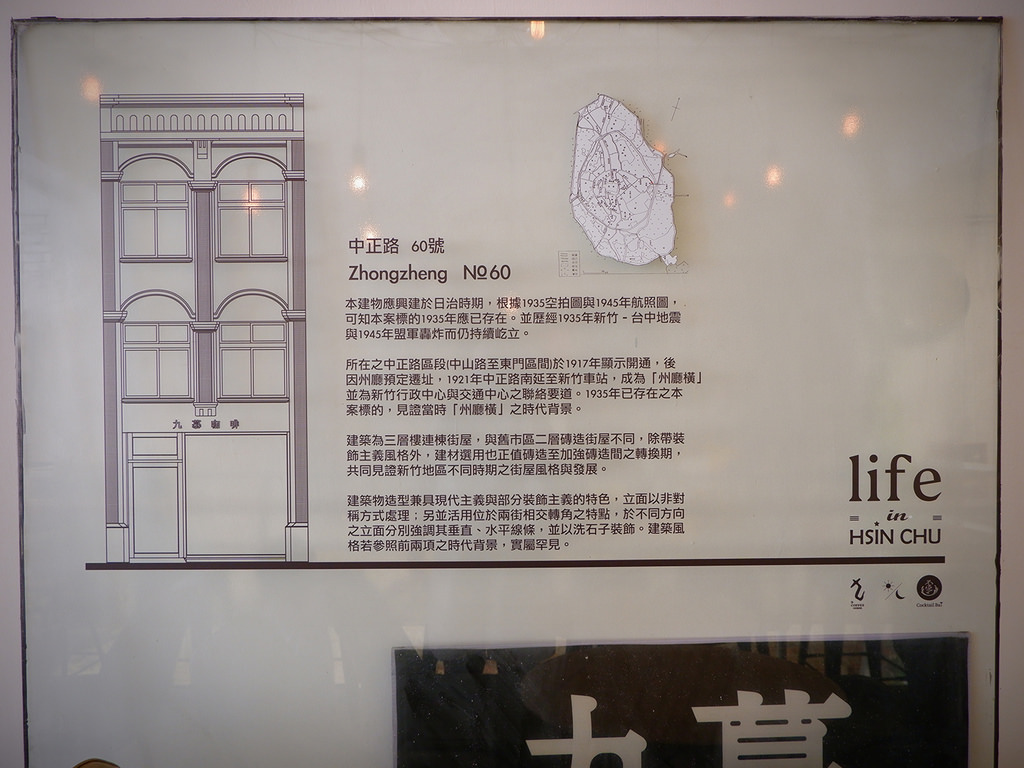 中正路 60號
Zhongzheng №60
本建物應興建於日治時期，根據1935空拍圖與1945年航照圖，
可知本案標的1935年應已存在。並歷經1935年新竹－台中地震
與1945年盟軍轟炸而仍持續屹立。
所在之中正路區段(中山路至東門區間)於1917年顯示開通，後
因州廳預定遷址，1921年中正路南延至新竹車站，成為「州廳橫」
並為新竹行政中心與交通中心之聯絡要道。1935年已存在之本
案標的，見證當時「州廳橫」之時代背景。
建築為三層樓連棟街屋，與舊市區二層磚造街屋不同，除帶裝
飾主義風格外，建材選用也正值磚造至加強磚造間之轉換期，
共同見證新竹地區不同時期之街屋風格與發展。
建築物造型兼具現代主義與部分裝飾主義的特色，立面以非對
稱方式處理；另並活用位於兩街相交轉角之特點，於不同方向
之立面分別強調其垂直、水平線條，並以洗石子裝飾。建築風
格若參照前兩項之時代背景，實屬罕見。
九暮咖啡
life
in
HSIN CHU
Cocktail Bar
九暮